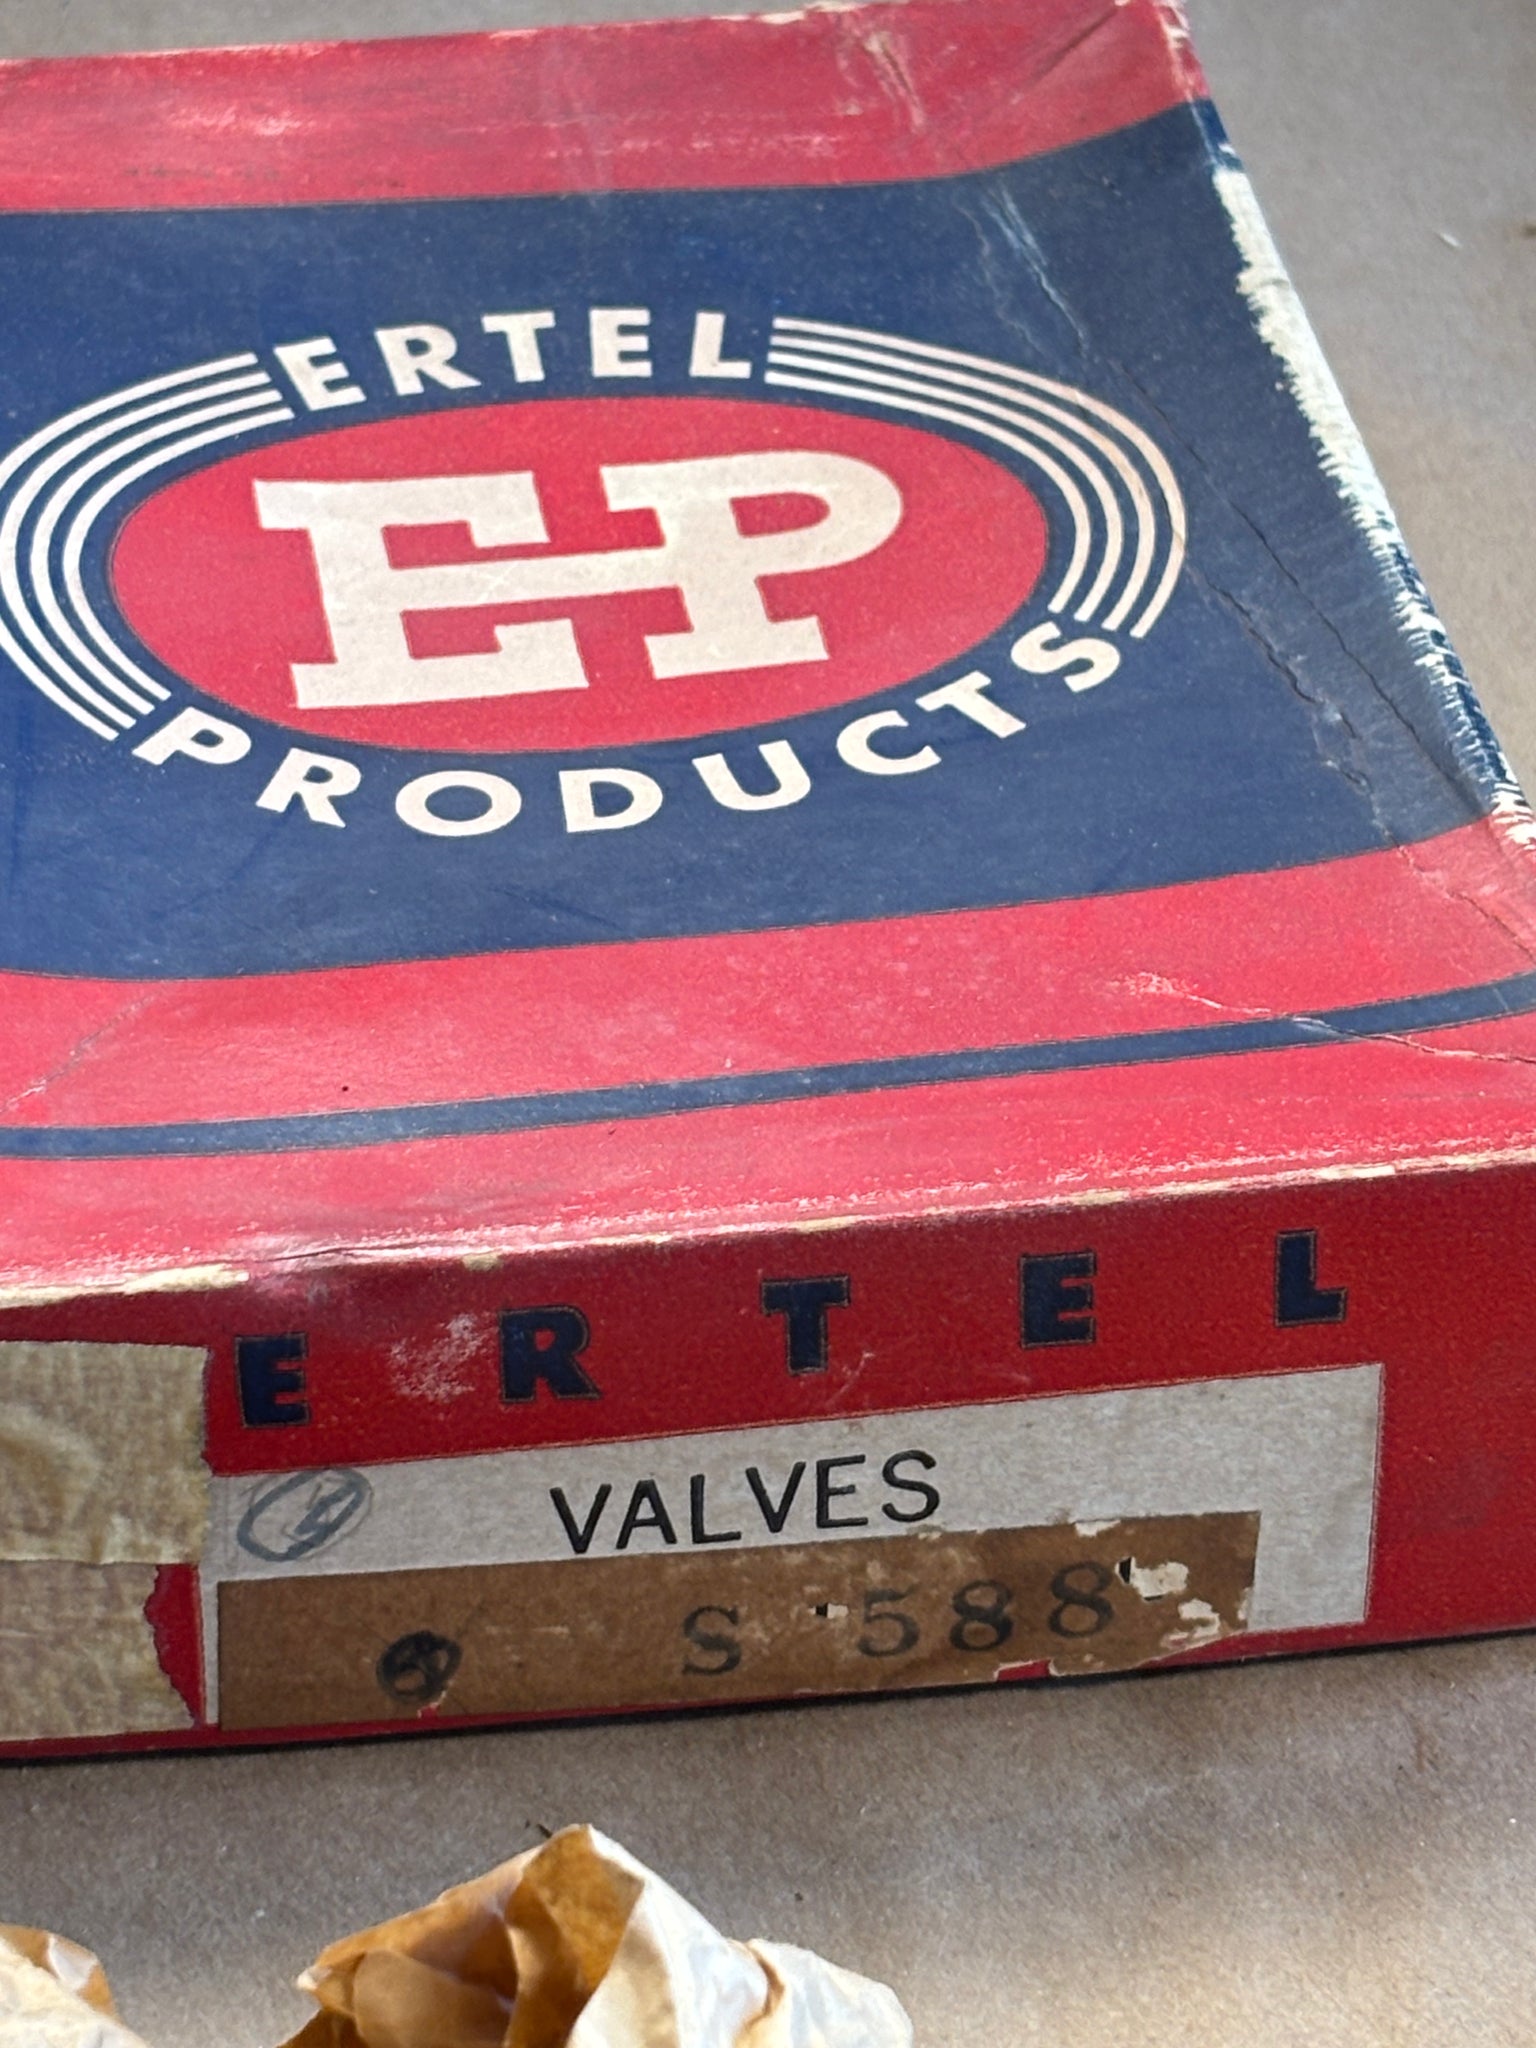 ERTEL
EP
PRODUCTS
ERTEL
VALVES
S 588